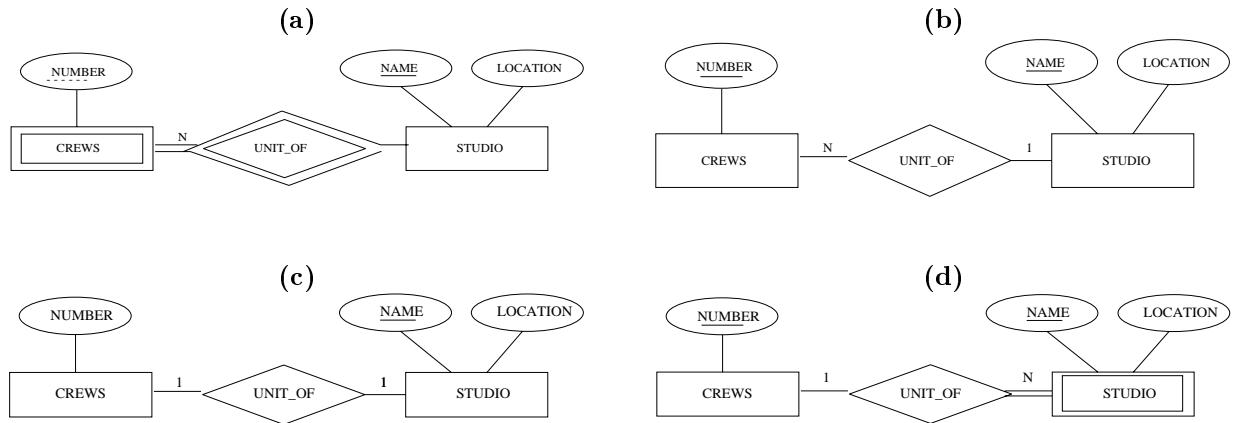 (a)
NUMBER
NAME
LOCATION
CREWS
N
UNIT_OF
STUDIO
(b)
NUMBER
NAME
LOCATION
CREWS
N
UNIT_OF
1
STUDIO
(c)
NUMBER
NAME
LOCATION
CREWS
1
UNIT_OF
1
STUDIO
(d)
NUMBER
NAME
LOCATION
CREWS
1
UNIT_OF
N
STUDIO